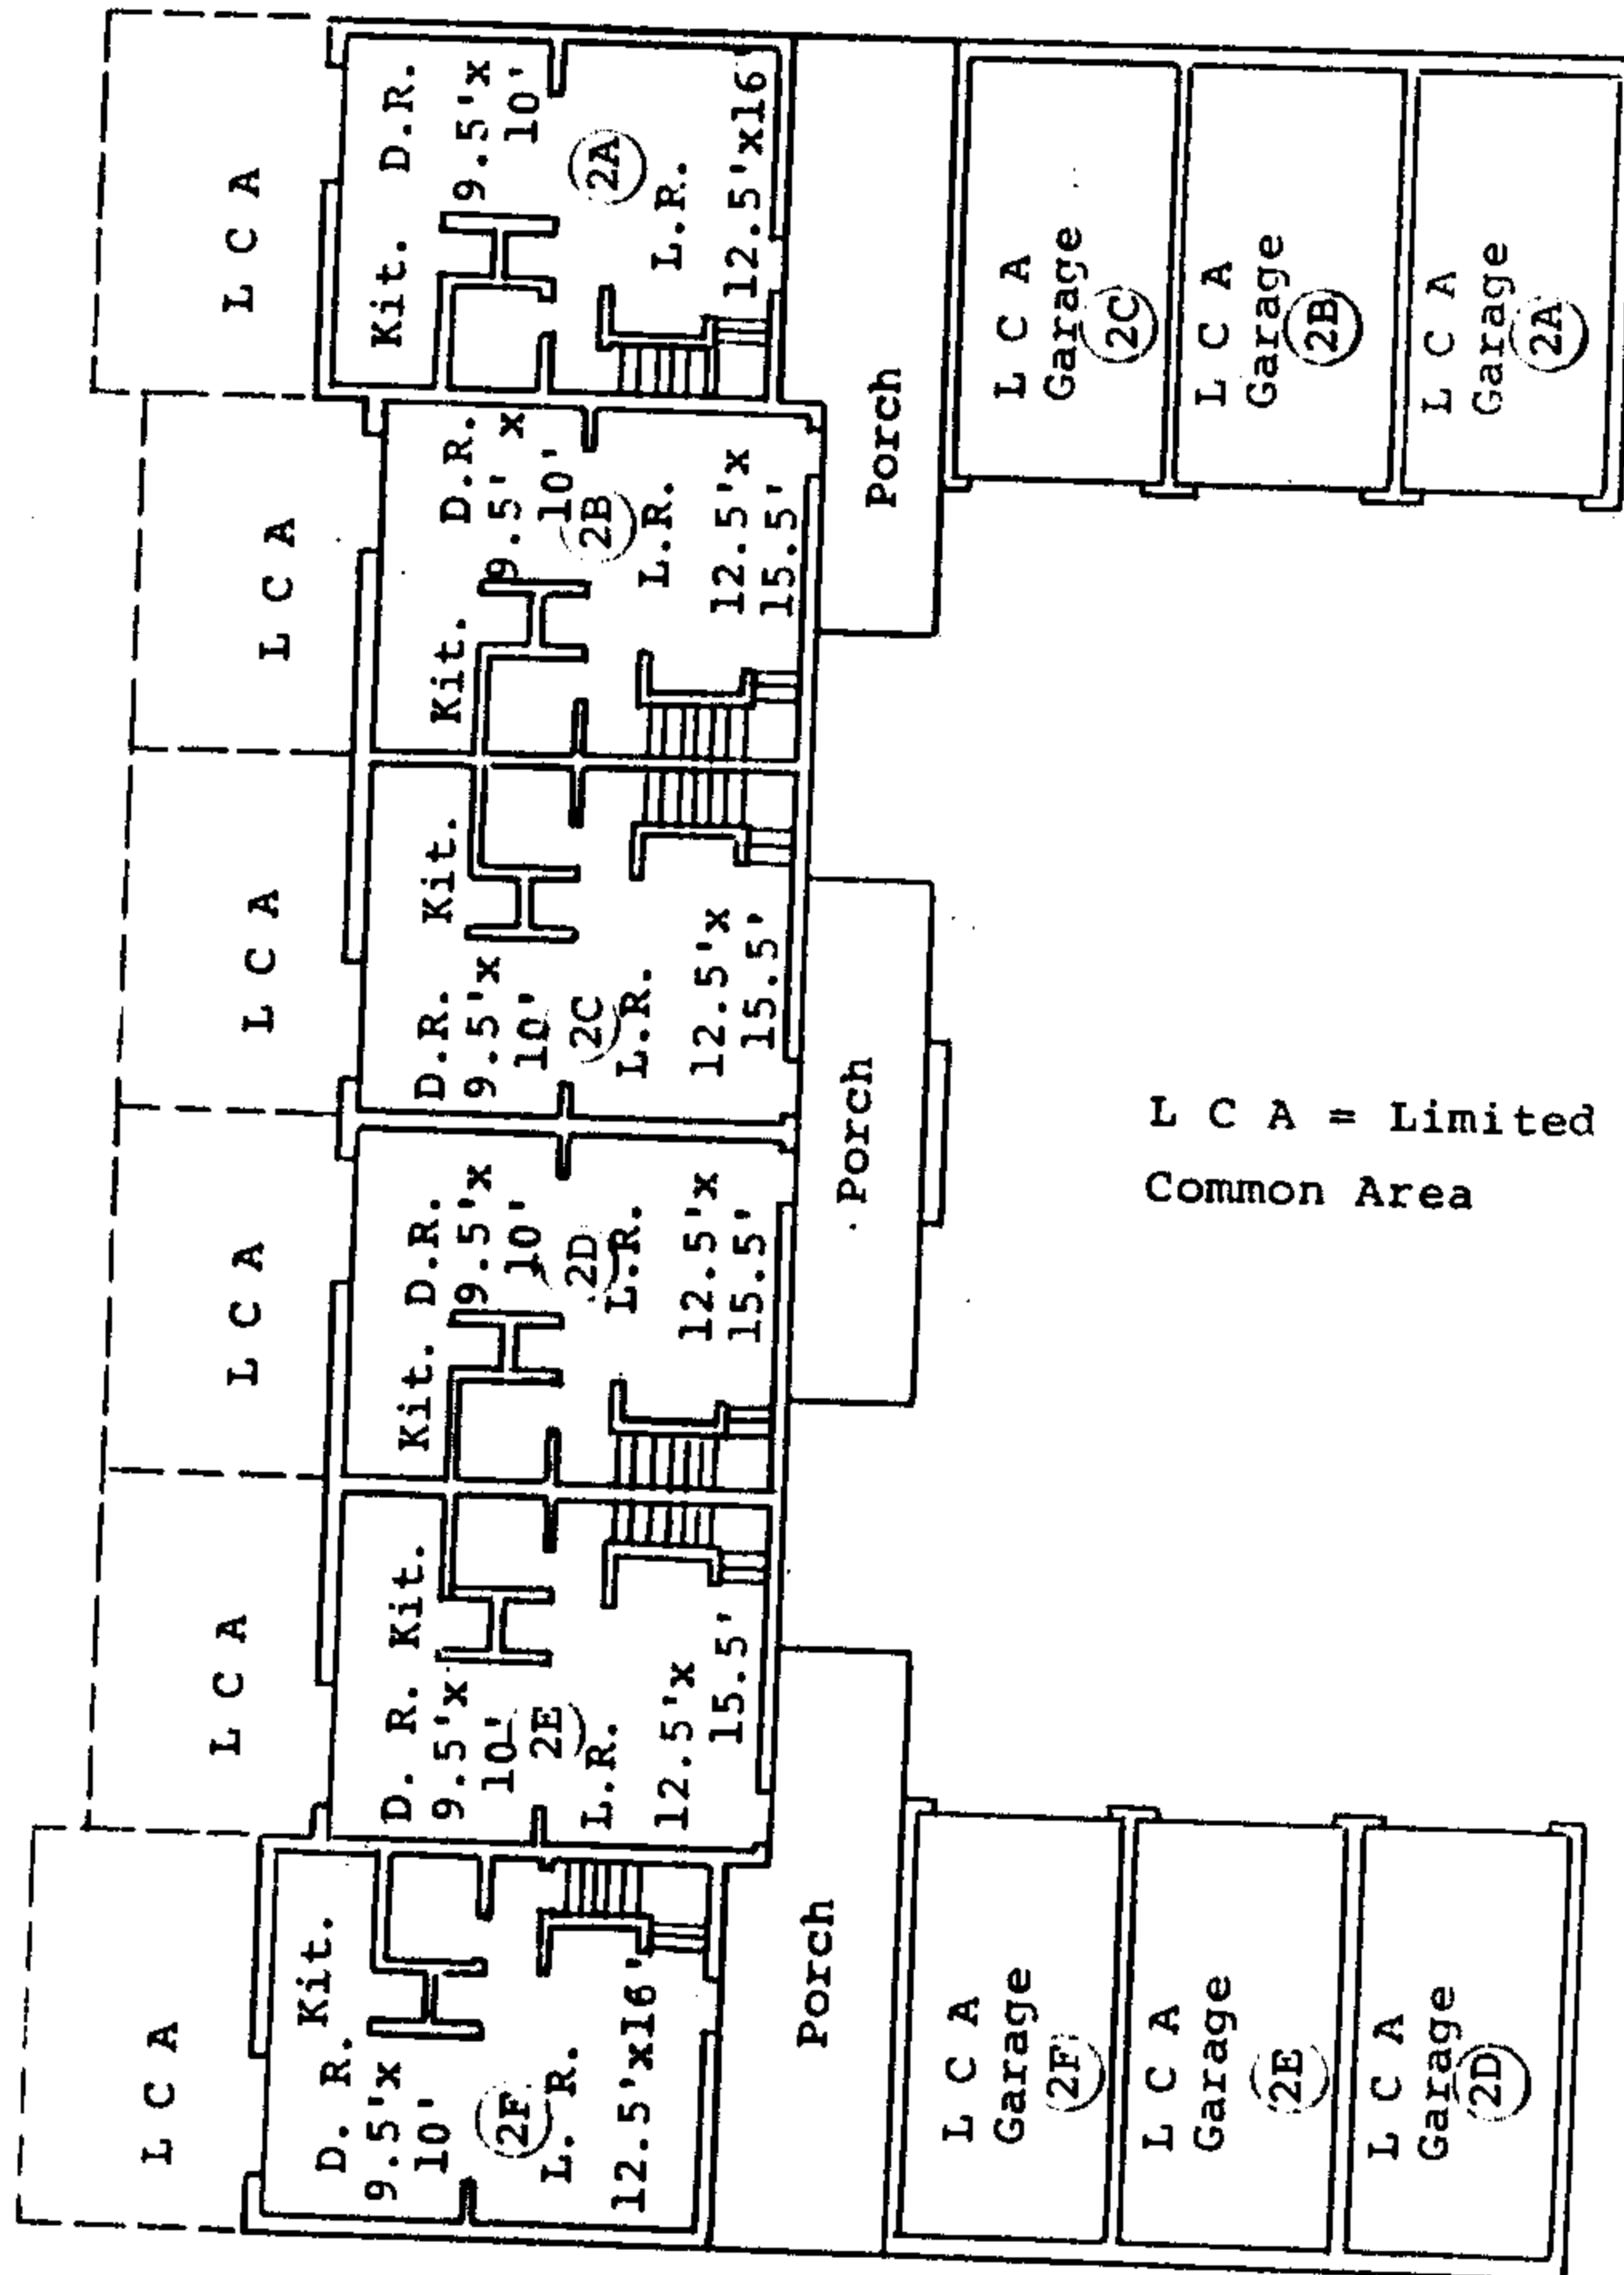 L C A
Kit. D.R.
9.5'x
10'
2A
L.R.
12.5'x16'
L C A
Kit. D.R.
9.5' x
10'
2B
L.R.
12.5'x
15.5'
L C A
D.R. Kit.
9.5'x
10'
2C
L.R.
12.5'x
15.5'
L C A
Kit. D.R.
9.5'x
10'
2D
L.R.
12.5'x
15.5'
L C A
D. R. Kit.
9.5'x
10'
2E
L.R.
12.5'x
15.5'
L C A
D. R. Kit.
9.5'x
10'
2F
L. R.
12.5'x16'
Porch
Porch
Porch
L C A
Garage
2C
L C A
Garage
2B
L C A
Garage
2A
L C A
Garage
2F
L C A
Garage
2E
L C A
Garage
2D
L C A = Limited
Common Area